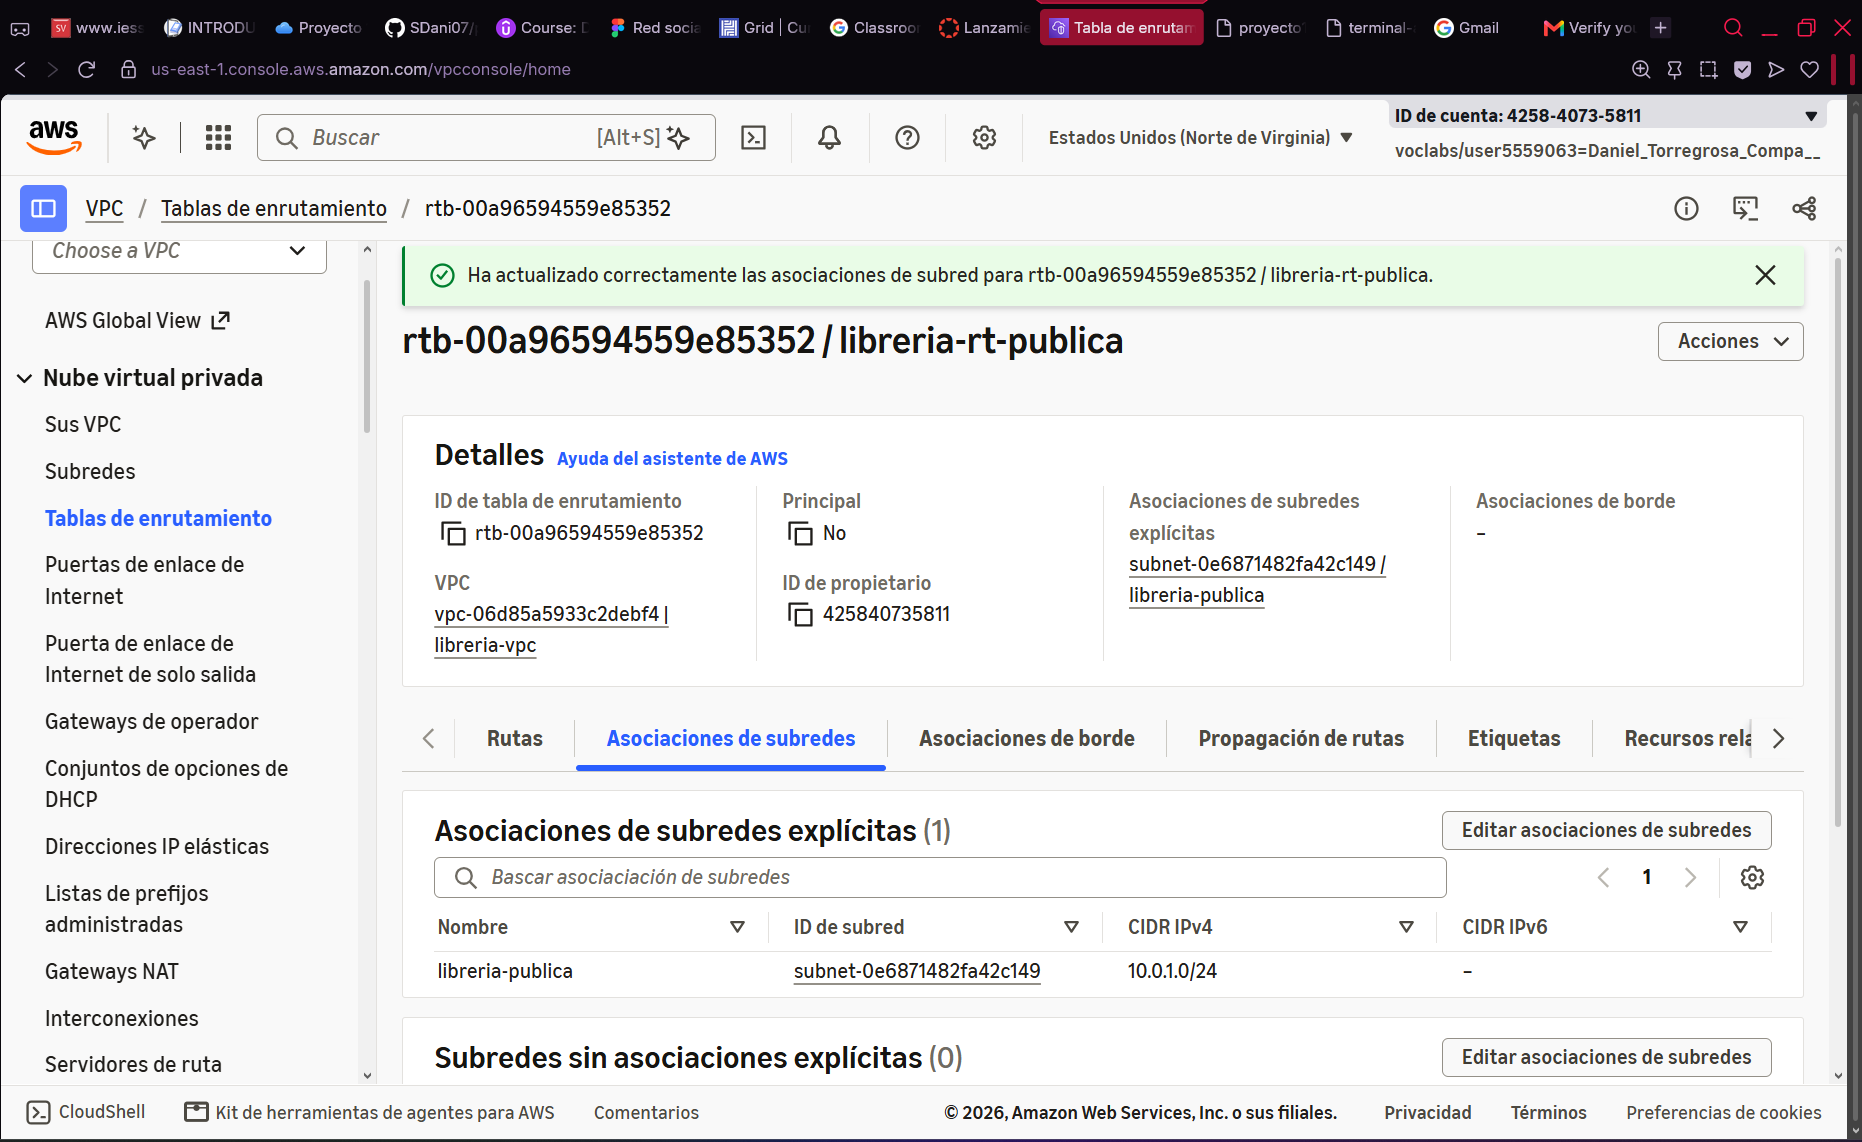 www.iess
INTRODU
Proyecto
SDani07/
Course: D
Red socia
Grid | Cu
Classroo
Lanzamie
Tabla de enrutam
proyecto
terminal-
Gmail
Verify yo
us-east-1.console.aws.amazon.com/vpcconsole/home
aws
Buscar
[Alt+S]
Estados Unidos (Norte de Virginia)
ID de cuenta: 4258-4073-5811
voclabs/user5559063=Daniel_Torregrosa_Compa__
VPC / Tablas de enrutamiento / rtb-00a96594559e85352
Choose a VPC
AWS Global View
Nube virtual privada
Sus VPC
Subredes
Tablas de enrutamiento
Puertas de enlace de
Internet
Puerta de enlace de
Internet de solo salida
Gateways de operador
Conjuntos de opciones de
DHCP
Direcciones IP elásticas
Listas de prefijos
administradas
Gateways NAT
Interconexiones
Servidores de ruta
Ha actualizado correctamente las asociaciones de subred para rtb-00a96594559e85352 / libreria-rt-publica.
rtb-00a96594559e85352 / libreria-rt-publica
Acciones
Detalles
Ayuda del asistente de AWS
ID de tabla de enrutamiento
rtb-00a96594559e85352
VPC
vpc-06d85a5933c2debf4 |
libreria-vpc
Principal
No
ID de propietario
425840735811
Asociaciones de subredes
explícitas
subnet-0e6871482fa42c149 /
libreria-publica
Asociaciones de borde
–
Rutas
Asociaciones de subredes
Asociaciones de borde
Propagación de rutas
Etiquetas
Recursos rela
Asociaciones de subredes explícitas (1)
Editar asociaciones de subredes
Bascar asociaciación de subredes
1
Nombre
ID de subred
CIDR IPv4
CIDR IPv6
libreria-publica
subnet-0e6871482fa42c149
10.0.1.0/24
–
Subredes sin asociaciones explícitas (0)
Editar asociaciones de subredes
CloudShell
Kit de herramientas de agentes para AWS
Comentarios
© 2026, Amazon Web Services, Inc. o sus filiales.
Privacidad
Términos
Preferencias de cookies